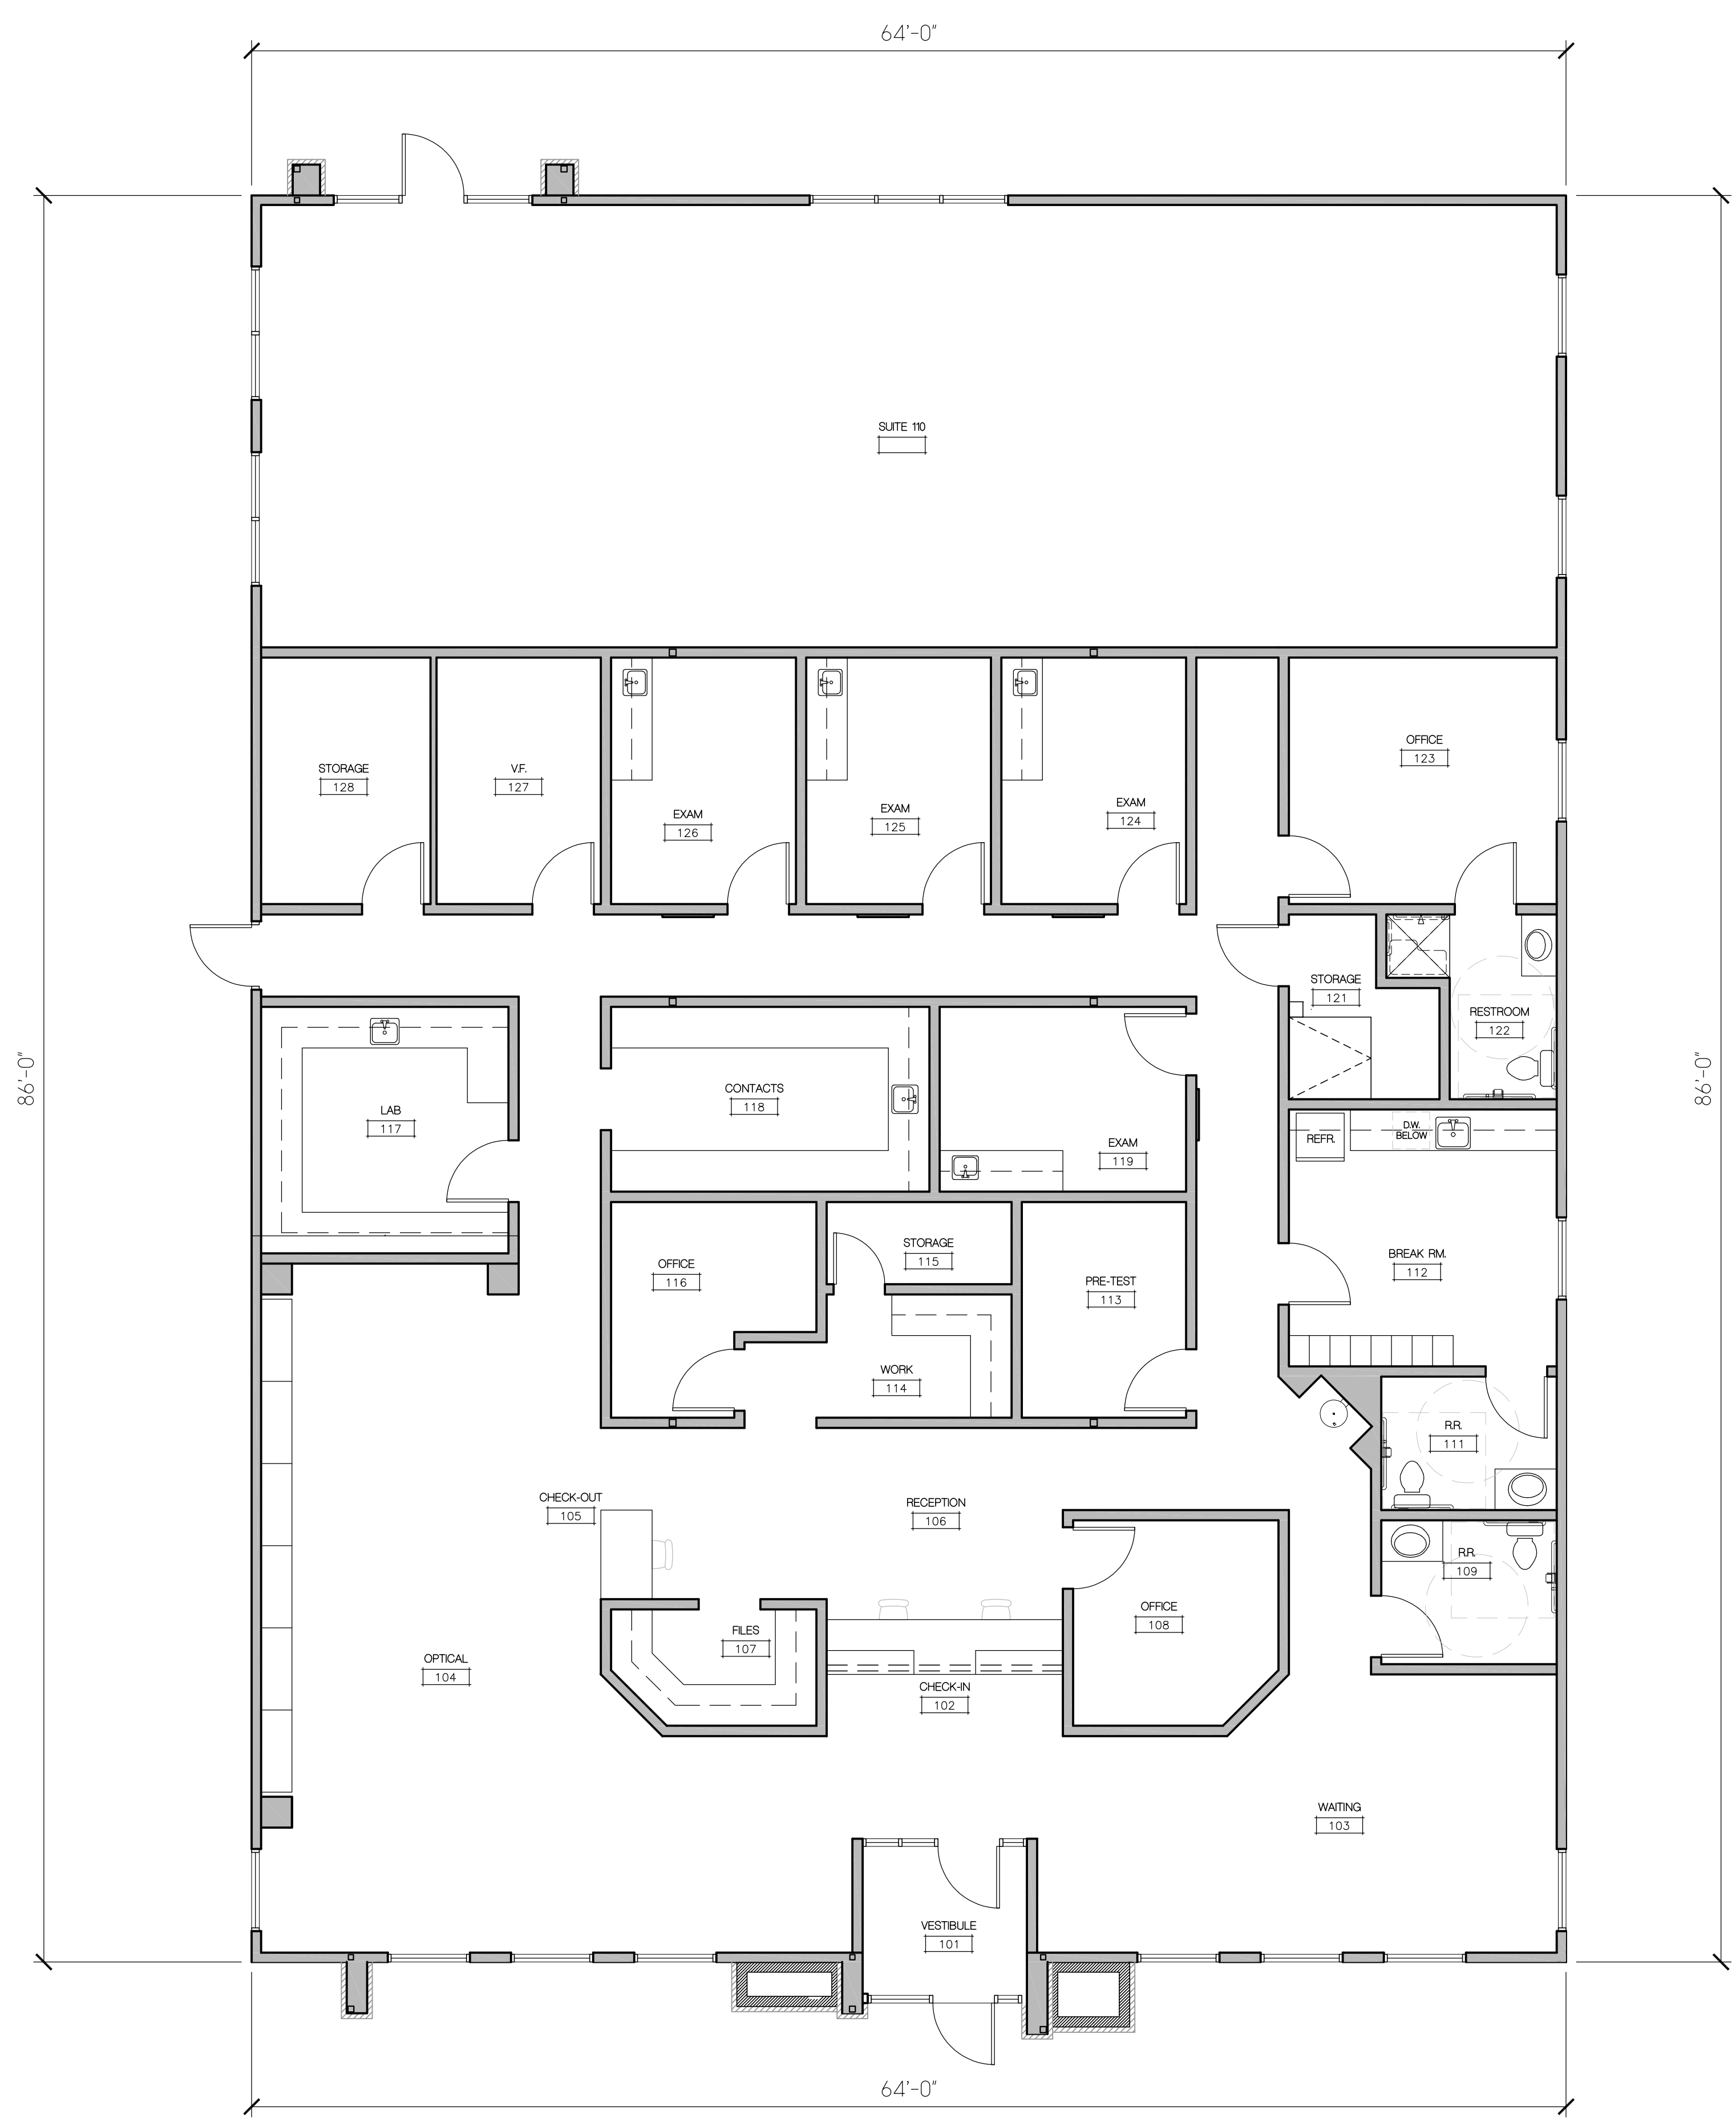 64'-0"
86'-0"
86'-0"
SUITE 110
STORAGE
128
V.F.
127
EXAM
126
EXAM
125
EXAM
124
OFFICE
123
STORAGE
121
RESTROOM
122
LAB
117
CONTACTS
118
EXAM
119
REFR.
D.W.
BELOW
BREAK RM.
112
OFFICE
116
STORAGE
115
PRE-TEST
113
WORK
114
R.R.
111
CHECK-OUT
105
RECEPTION
106
R.R.
109
OFFICE
108
FILES
107
OPTICAL
104
CHECK-IN
102
WAITING
103
VESTIBULE
101
64'-0"